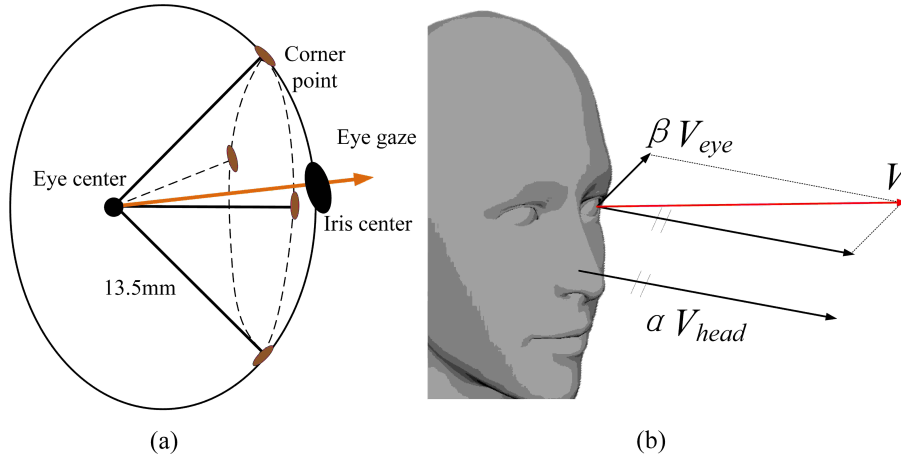 Corner
point
Eye gaze
Eye center
Iris center
13.5mm
(a)
β V_eye
V
α V_head
(b)